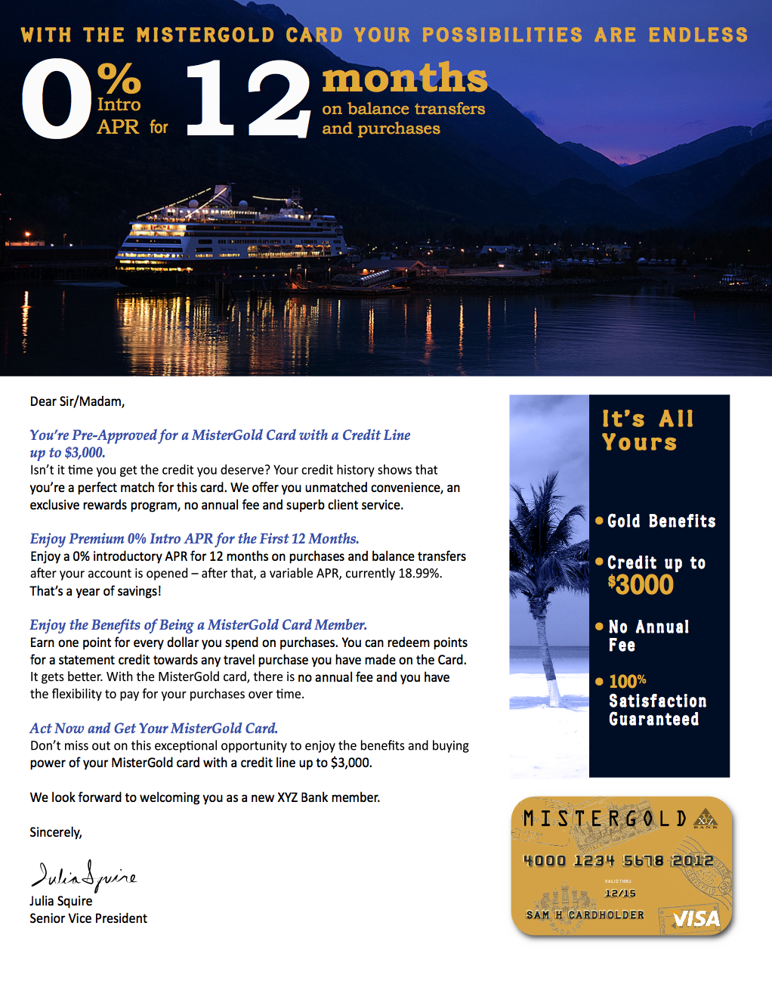 WITH THE MISTERGOLD CARD YOUR POSSIBILITIES ARE ENDLESS
0% Intro APR for 12 months
on balance transfers
and purchases
Dear Sir/Madam,
You’re Pre-Approved for a MisterGold Card with a Credit Line
up to $3,000.
Isn’t it time you get the credit you deserve? Your credit history shows that
you’re a perfect match for this card. We offer you unmatched convenience, an
exclusive rewards program, no annual fee and superb client service.
Enjoy Premium 0% Intro APR for the First 12 Months.
Enjoy a 0% introductory APR for 12 months on purchases and balance transfers
after your account is opened – after that, a variable APR, currently 18.99%.
That’s a year of savings!
Enjoy the Benefits of Being a MisterGold Card Member.
Earn one point for every dollar you spend on purchases. You can redeem points
for a statement credit towards any travel purchase you have made on the Card.
It gets better. With the MisterGold card, there is no annual fee and you have
the flexibility to pay for your purchases over time.
Act Now and Get Your MisterGold Card.
Don’t miss out on this exceptional opportunity to enjoy the benefits and buying
power of your MisterGold card with a credit line up to $3,000.
We look forward to welcoming you as a new XYZ Bank member.
Sincerely,
Julia Squire
Julia Squire
Senior Vice President
It’s All
Yours
• Gold Benefits
• Credit up to
$3000
• No Annual
Fee
• 100%
Satisfaction
Guaranteed
MISTERGOLD XYZ
BANK
4000 1234 5678 2012
VALID THRU
12/15
SAM H CARDHOLDER VISA